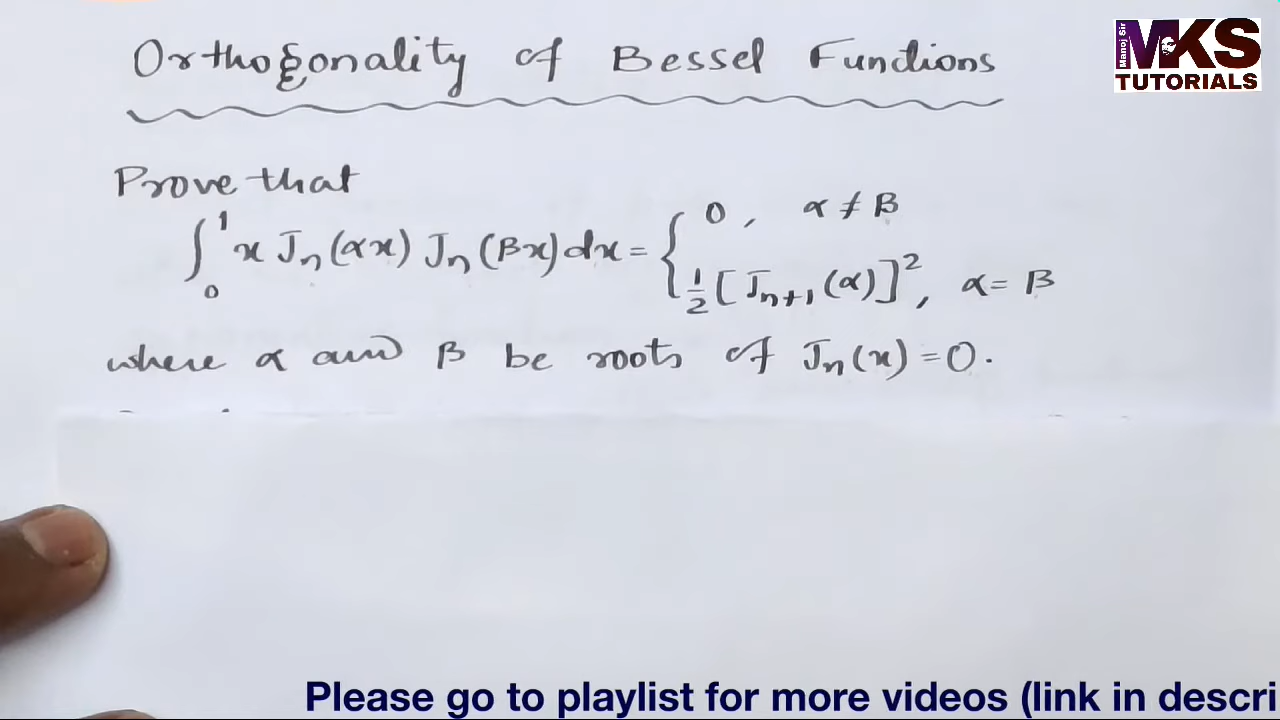 Orthogonality of Bessel Functions
Manoj Sir
MKS
TUTORIALS
Prove that
∫₀¹ x Jₙ(αx) Jₙ(βx) dx = { 0, α ≠ β
½ [Jₙ₊₁(α)]², α = β
where α and β be roots of Jₙ(x) = 0.
Please go to playlist for more videos (link in descri